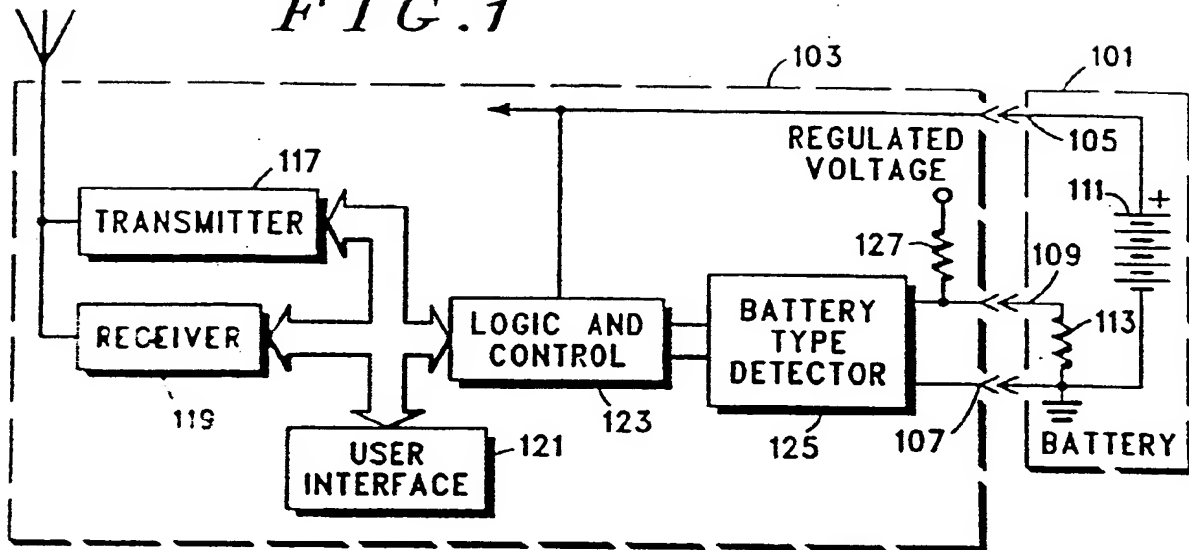 FIG.1
103
101
REGULATED
VOLTAGE
105
117
111
+
TRANSMITTER
127
109
BATTERY
TYPE
DETECTOR
113
RECEIVER
LOGIC AND
CONTROL
119
123
125
107
BATTERY
USER
INTERFACE
121